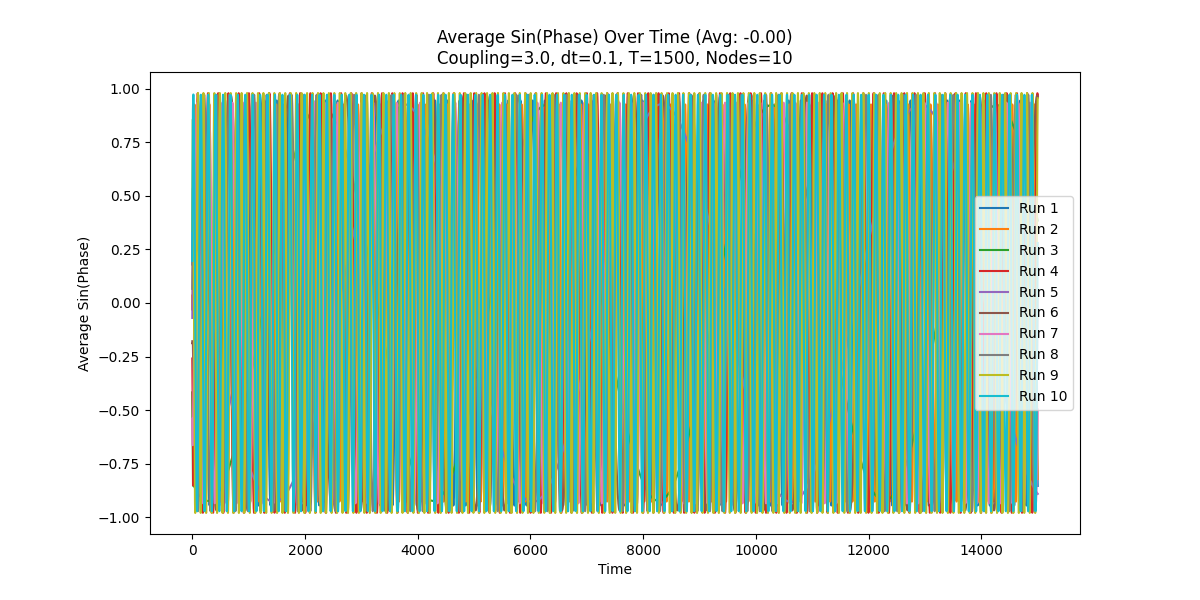 Average Sin(Phase) Over Time (Avg: -0.00)
Coupling=3.0, dt=0.1, T=1500, Nodes=10
Average Sin(Phase)
1.00
0.75
0.50
0.25
0.00
−0.25
−0.50
−0.75
−1.00
Run 1
Run 2
Run 3
Run 4
Run 5
Run 6
Run 7
Run 8
Run 9
Run 10
0 2000 4000 6000 8000 10000 12000 14000
Time